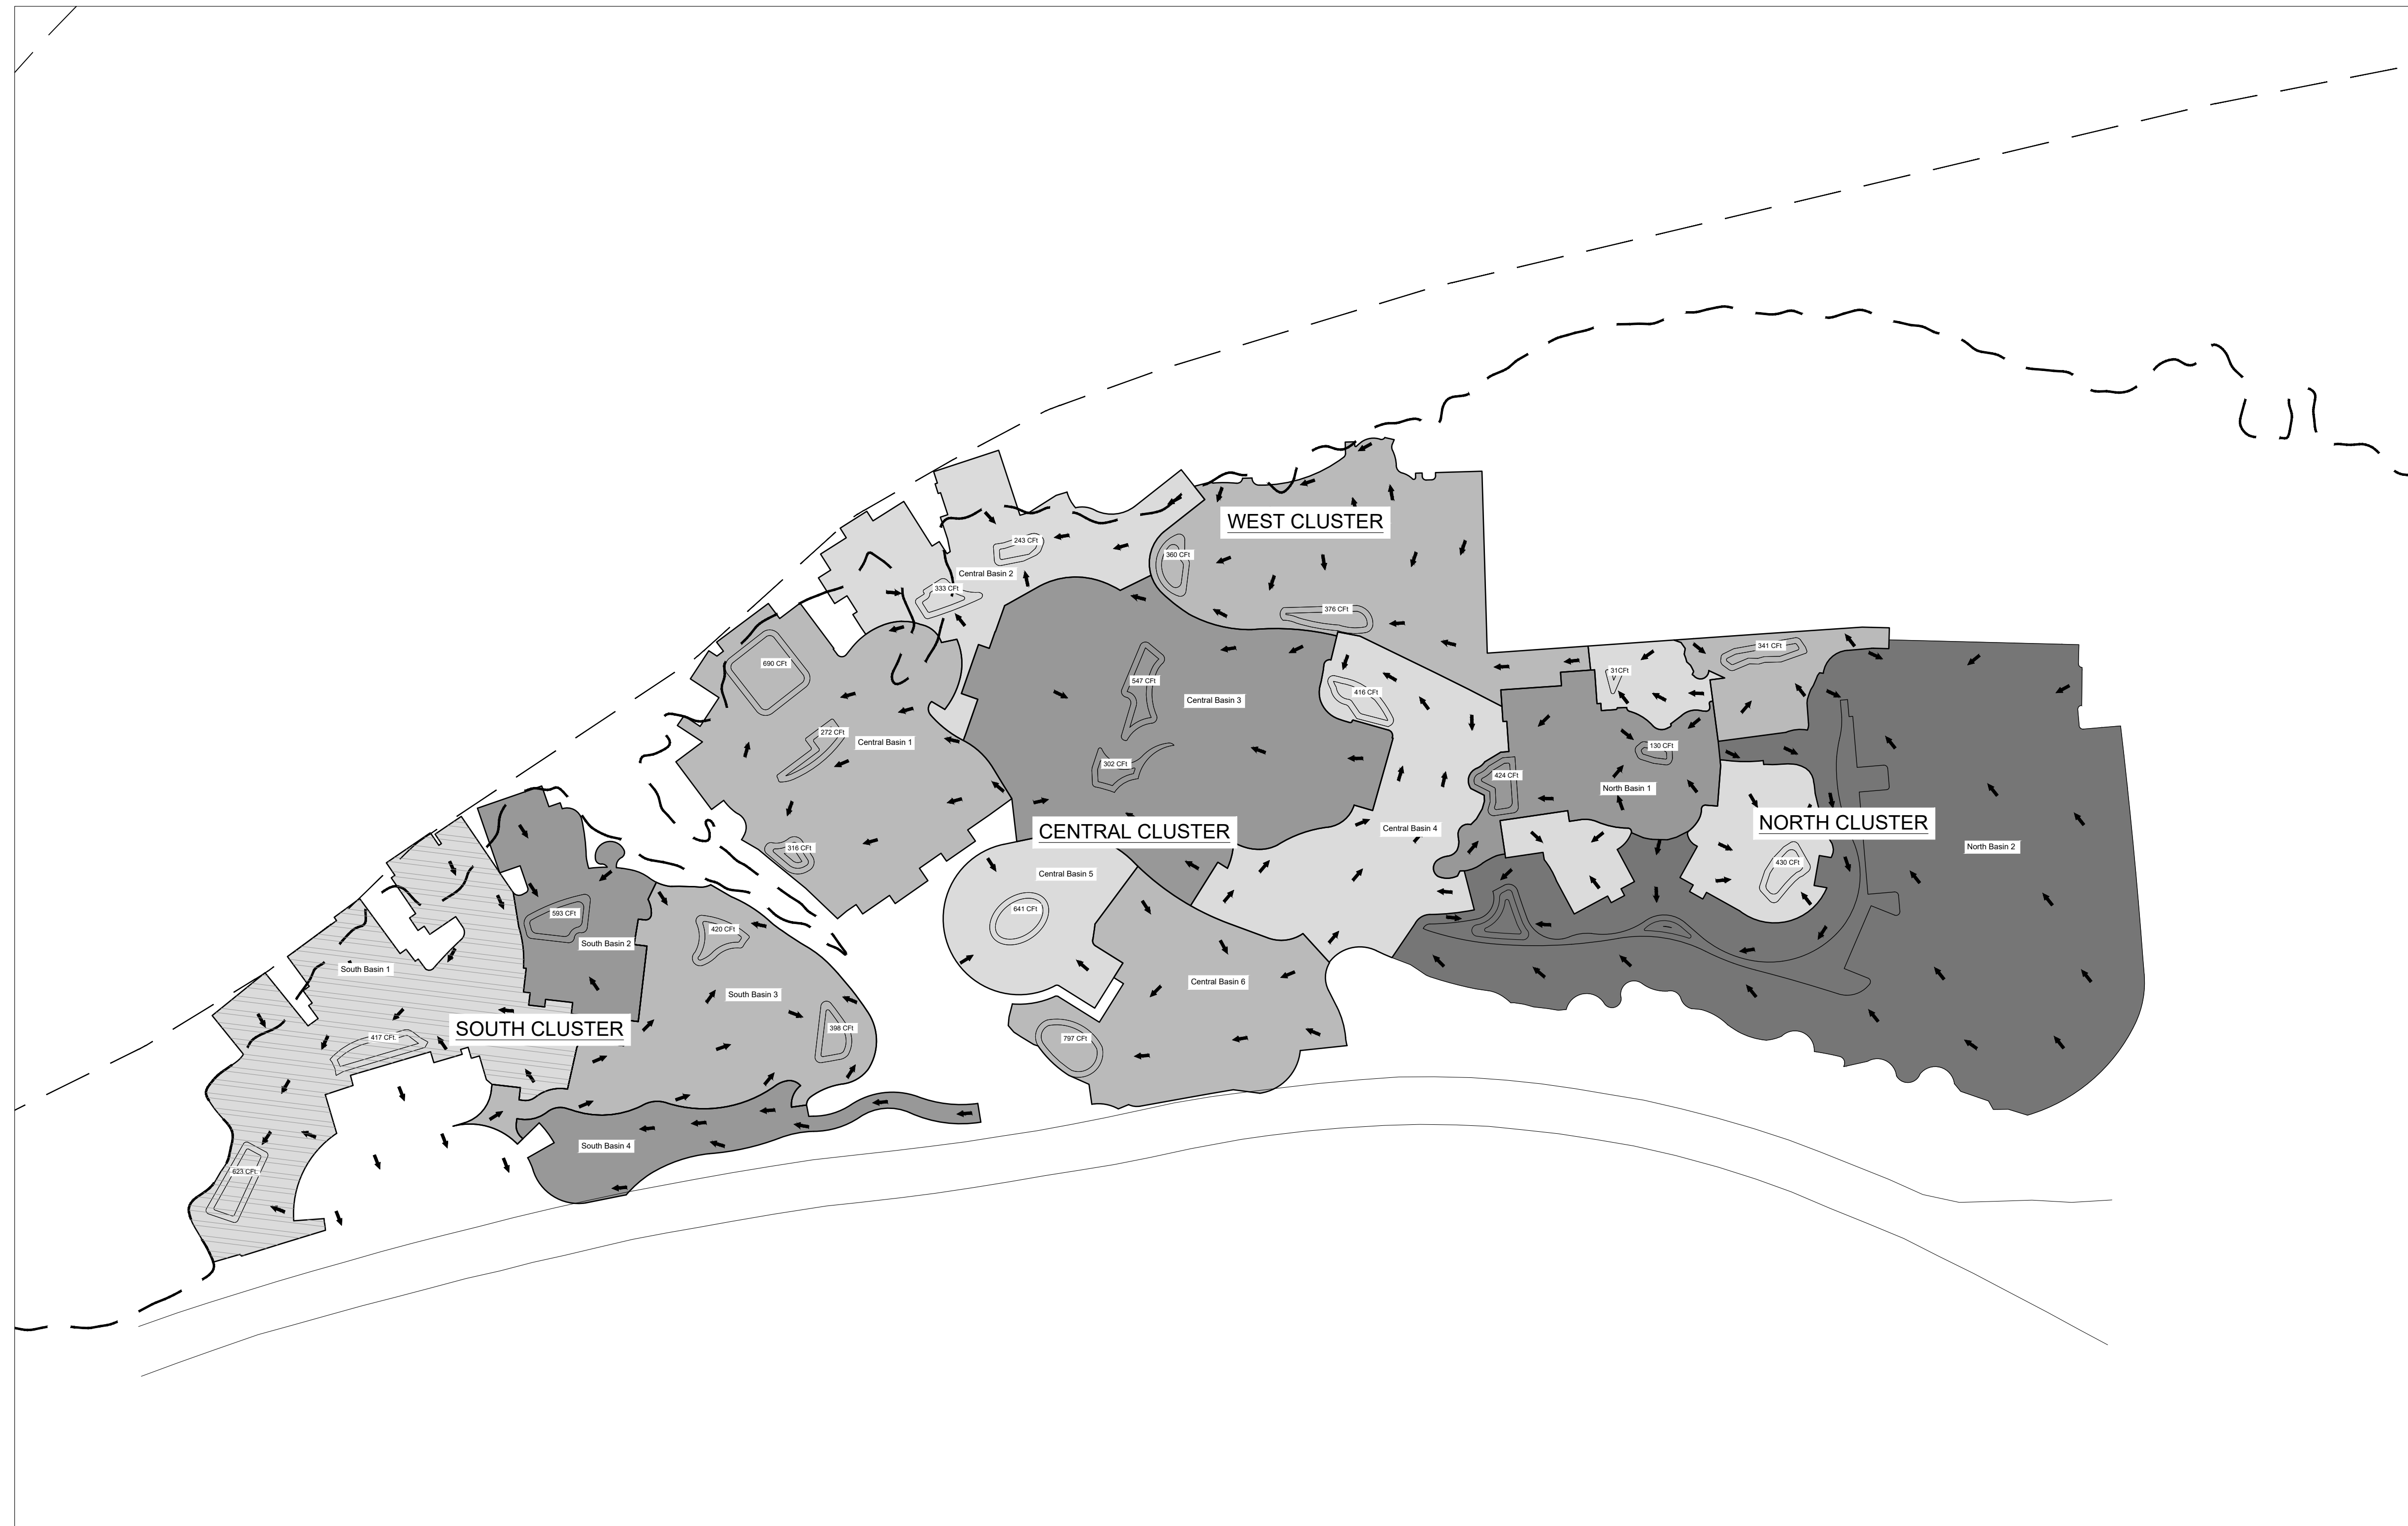 WEST CLUSTER
243 CFt
360 CFt
Central Basin 2
333 CFt
376 CFt
341 CFt
690 CFt
31CFt
547 CFt
416 CFt
Central Basin 3
272 CFt
Central Basin 1
130 CFt
302 CFt
424 CFt
North Basin 1
CENTRAL CLUSTER
Central Basin 4
NORTH CLUSTER
316 CFt
North Basin 2
430 CFt
Central Basin 5
641 CFt
593 CFt
420 CFt
South Basin 2
South Basin 1
Central Basin 6
South Basin 3
SOUTH CLUSTER
398 CFt
417 CFt.
797 CFt
South Basin 4
623 CFt.